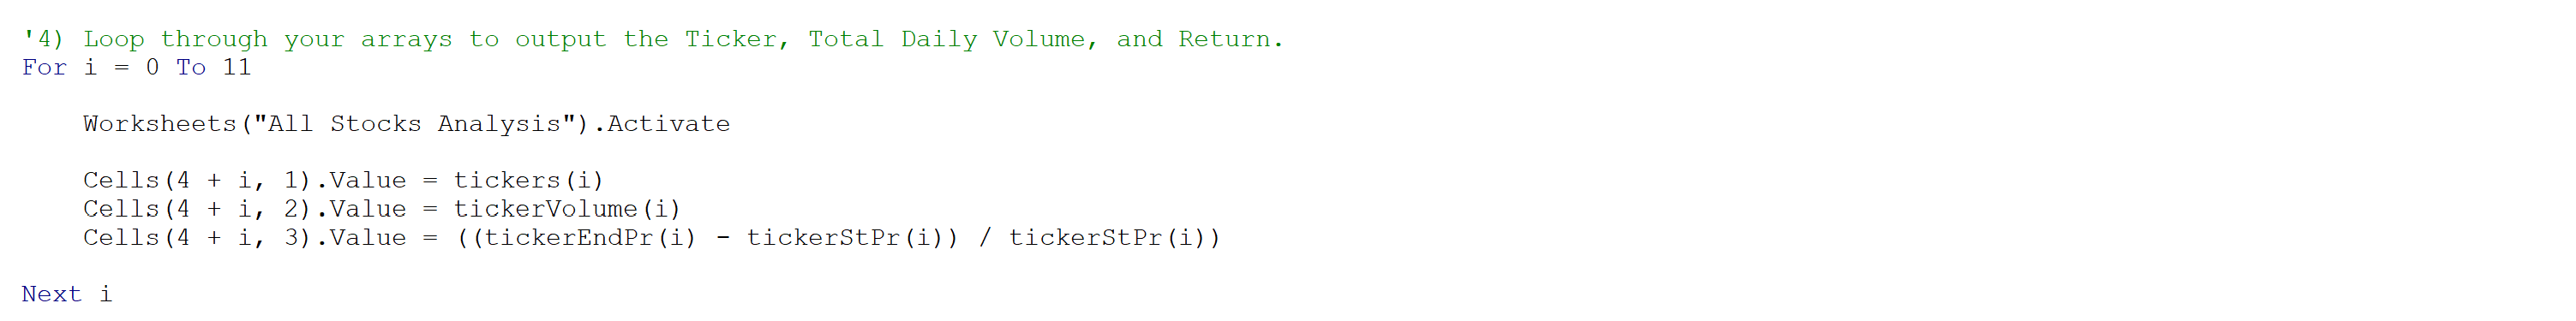 '4) Loop through your arrays to output the Ticker, Total Daily Volume, and Return.
For i = 0 To 11
Worksheets("All Stocks Analysis").Activate
Cells(4 + i, 1).Value = tickers(i)
Cells(4 + i, 2).Value = tickerVolume(i)
Cells(4 + i, 3).Value = ((tickerEndPr(i) - tickerStPr(i)) / tickerStPr(i))
Next i